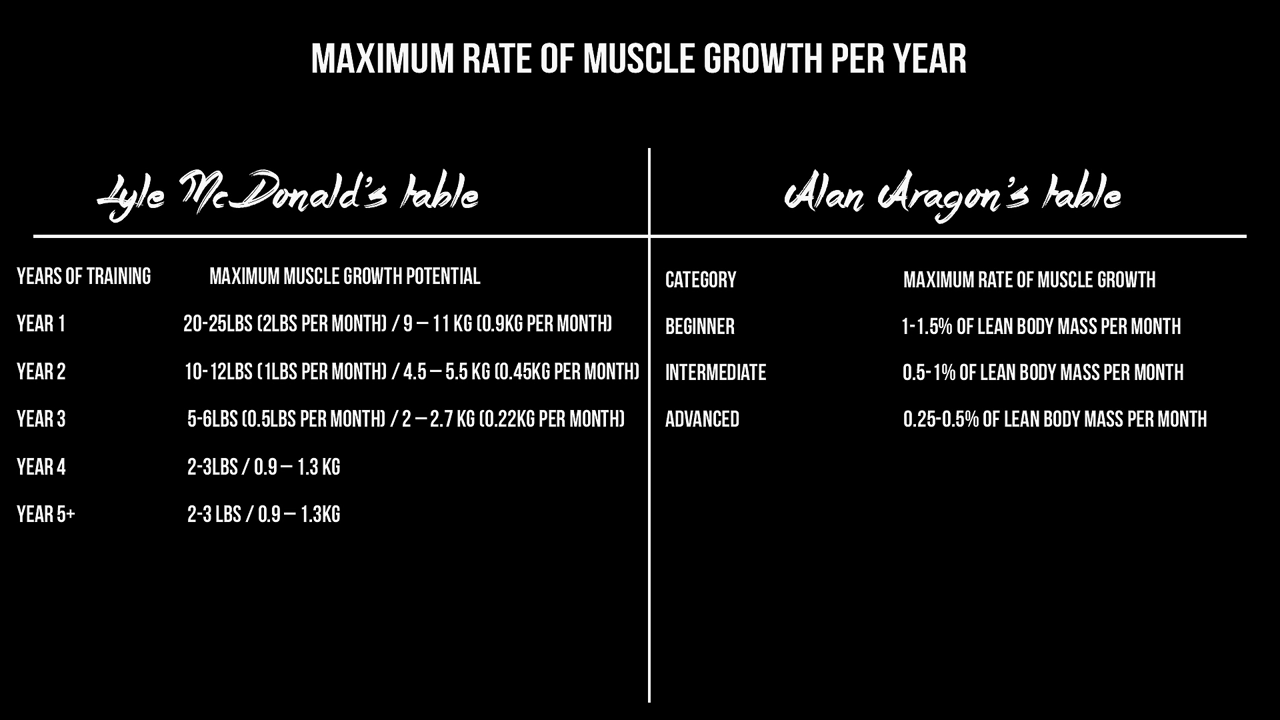 MAXIMUM RATE OF MUSCLE GROWTH PER YEAR
Lyle McDonald's table
YEARS OF TRAINING MAXIMUM MUSCLE GROWTH POTENTIAL
YEAR 1 20-25LBS (2LBS PER MONTH) / 9 – 11 KG (0.9KG PER MONTH)
YEAR 2 10-12LBS (1LBS PER MONTH) / 4.5 – 5.5 KG (0.45KG PER MONTH)
YEAR 3 5-6LBS (0.5LBS PER MONTH) / 2 – 2.7 KG (0.22KG PER MONTH)
YEAR 4 2-3LBS / 0.9 – 1.3 KG
YEAR 5+ 2-3 LBS / 0.9 – 1.3KG
Alan Aragon's table
CATEGORY MAXIMUM RATE OF MUSCLE GROWTH
BEGINNER 1-1.5% OF LEAN BODY MASS PER MONTH
INTERMEDIATE 0.5-1% OF LEAN BODY MASS PER MONTH
ADVANCED 0.25-0.5% OF LEAN BODY MASS PER MONTH